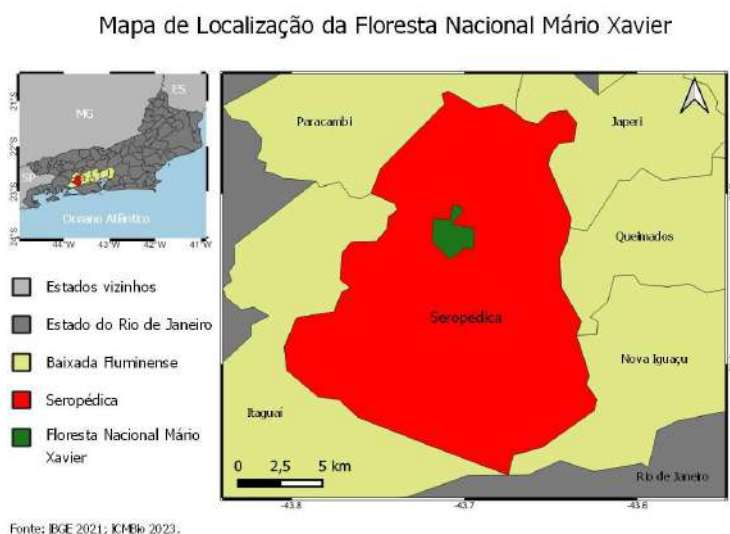 Mapa de Localização da Floresta Nacional Mário Xavier
ES
MG
SP
Oceano Atlântico
21°S
22°S
23°S
24°S
44°W
43°W
42°W
41°W
Paracambi
Japeri
Queimados
Seropédica
Nova Iguaçu
Itaguaí
Rio de Janeiro
0 2,5 5 km
-43.8
-43.7
-43.6
Estados vizinhos
Estado do Rio de Janeiro
Baixada Fluminense
Seropédica
Floresta Nacional Mário
Xavier
Fonte: IBGE 2021; ICMBio 2023.